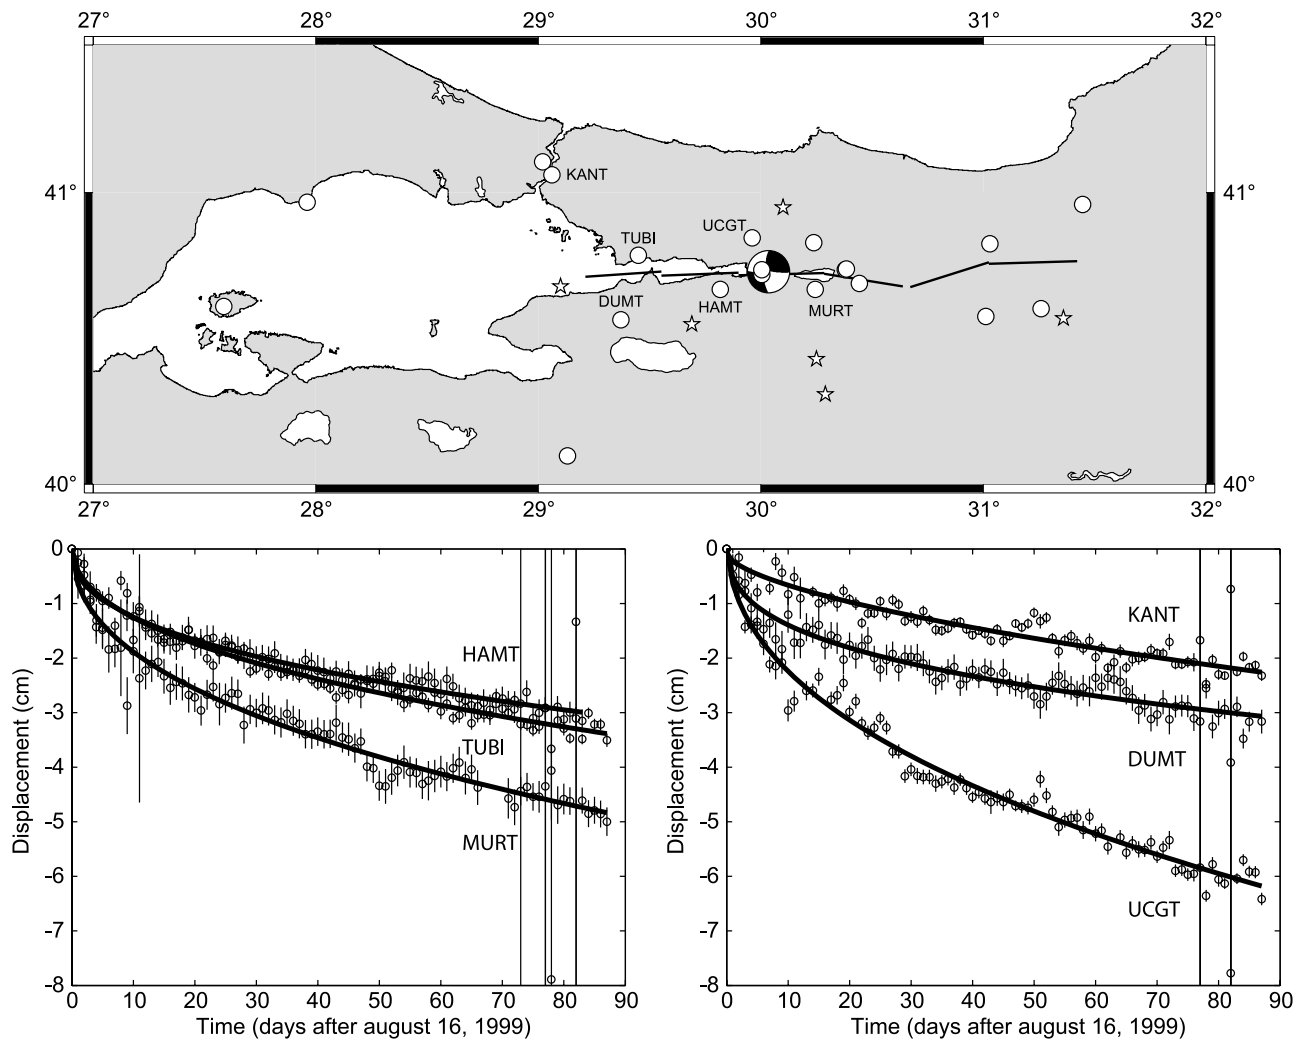 27° 28° 29° 30° 31° 32°
KANT
41° 41°
UCGT
TUBI
DUMT HAMT MURT
40° 40°
27° 28° 29° 30° 31° 32°
0
-1
-2
-3
-4
-5
-6
-7
-8
Displacement (cm)
HAMT
TUBI
MURT
0 10 20 30 40 50 60 70 80 90
Time (days after august 16, 1999)
0
-1
-2
-3
-4
-5
-6
-7
-8
Displacement (cm)
KANT
DUMT
UCGT
0 10 20 30 40 50 60 70 80 90
Time (days after august 16, 1999)